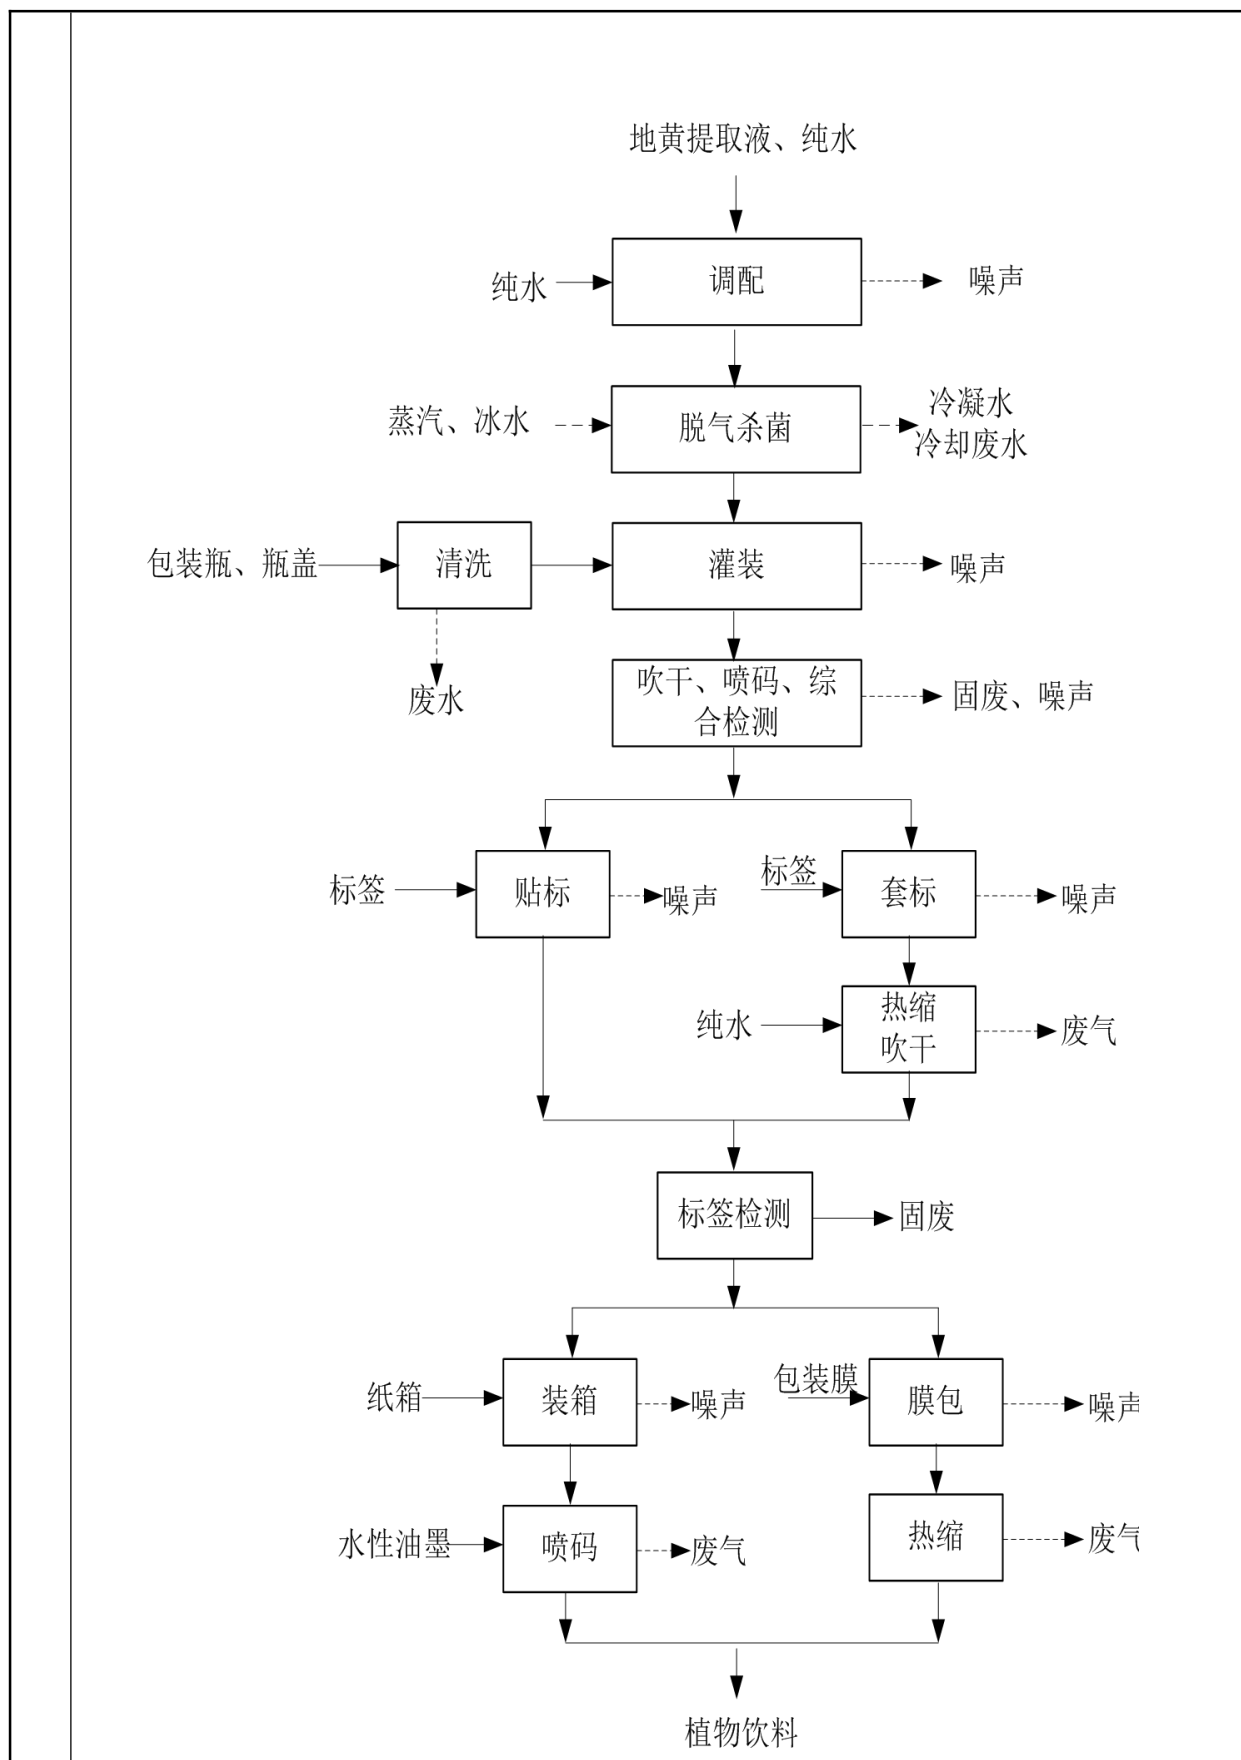 地黄提取液、纯水
纯水
调配
噪声
蒸汽、冰水
脱气杀菌
冷凝水
冷却废水
包装瓶、瓶盖
清洗
灌装
噪声
废水
吹干、喷码、综
合检测
固废、噪声
标签
贴标
噪声
标签
套标
噪声
纯水
热缩
吹干
废气
标签检测
固废
纸箱
装箱
噪声
包装膜
膜包
噪声
水性油墨
喷码
废气
热缩
废气
植物饮料